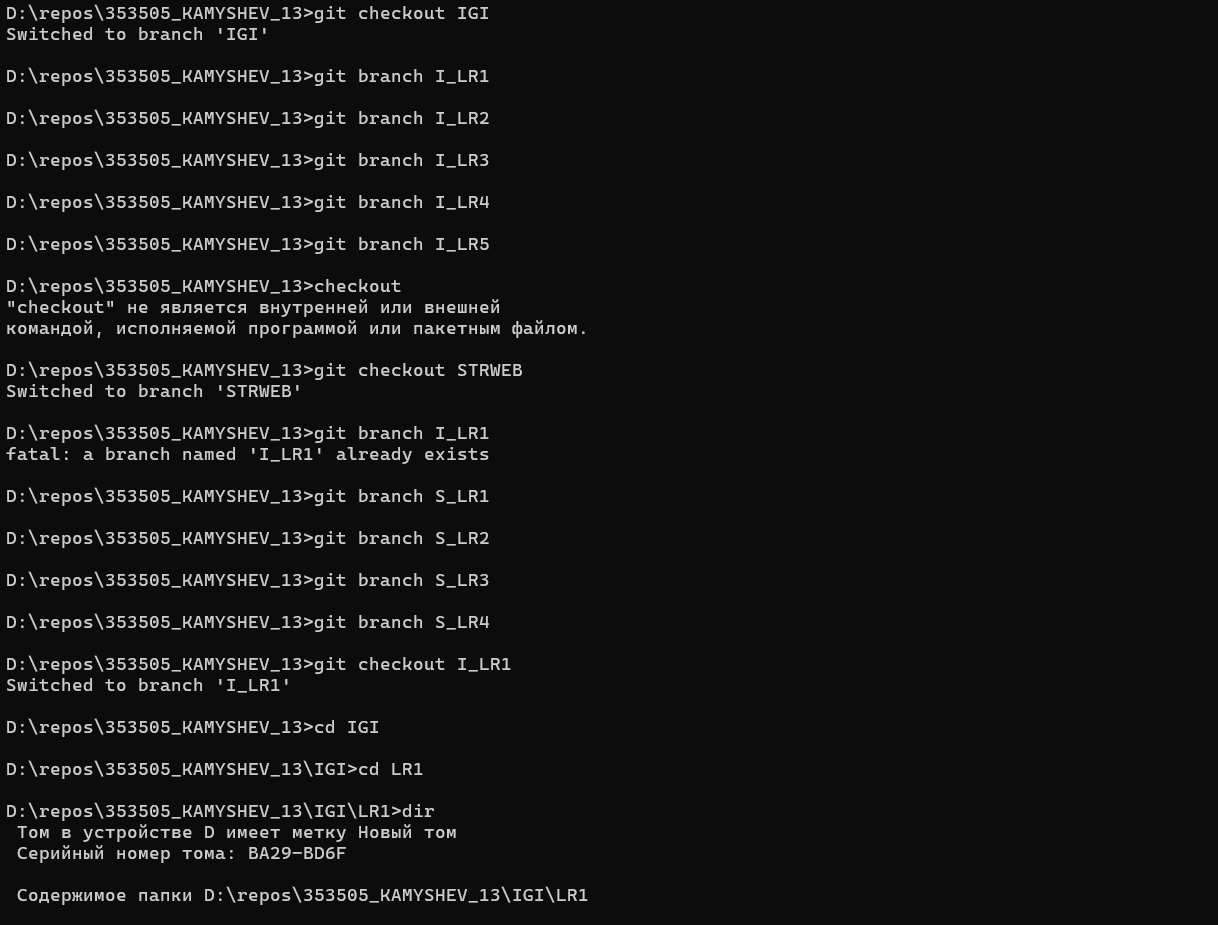 D:\repos\353505_KAMYSHEV_13>git checkout IGI
Switched to branch 'IGI'
D:\repos\353505_KAMYSHEV_13>git branch I_LR1
D:\repos\353505_KAMYSHEV_13>git branch I_LR2
D:\repos\353505_KAMYSHEV_13>git branch I_LR3
D:\repos\353505_KAMYSHEV_13>git branch I_LR4
D:\repos\353505_KAMYSHEV_13>git branch I_LR5
D:\repos\353505_KAMYSHEV_13>checkout
"checkout" не является внутренней или внешней
командой, исполняемой программой или пакетным файлом.
D:\repos\353505_KAMYSHEV_13>git checkout STRWEB
Switched to branch 'STRWEB'
D:\repos\353505_KAMYSHEV_13>git branch I_LR1
fatal: a branch named 'I_LR1' already exists
D:\repos\353505_KAMYSHEV_13>git branch S_LR1
D:\repos\353505_KAMYSHEV_13>git branch S_LR2
D:\repos\353505_KAMYSHEV_13>git branch S_LR3
D:\repos\353505_KAMYSHEV_13>git branch S_LR4
D:\repos\353505_KAMYSHEV_13>git checkout I_LR1
Switched to branch 'I_LR1'
D:\repos\353505_KAMYSHEV_13>cd IGI
D:\repos\353505_KAMYSHEV_13\IGI>cd LR1
D:\repos\353505_KAMYSHEV_13\IGI\LR1>dir
Том в устройстве D имеет метку Новый том
Серийный номер тома: BA29-BD6F
Содержимое папки D:\repos\353505_KAMYSHEV_13\IGI\LR1